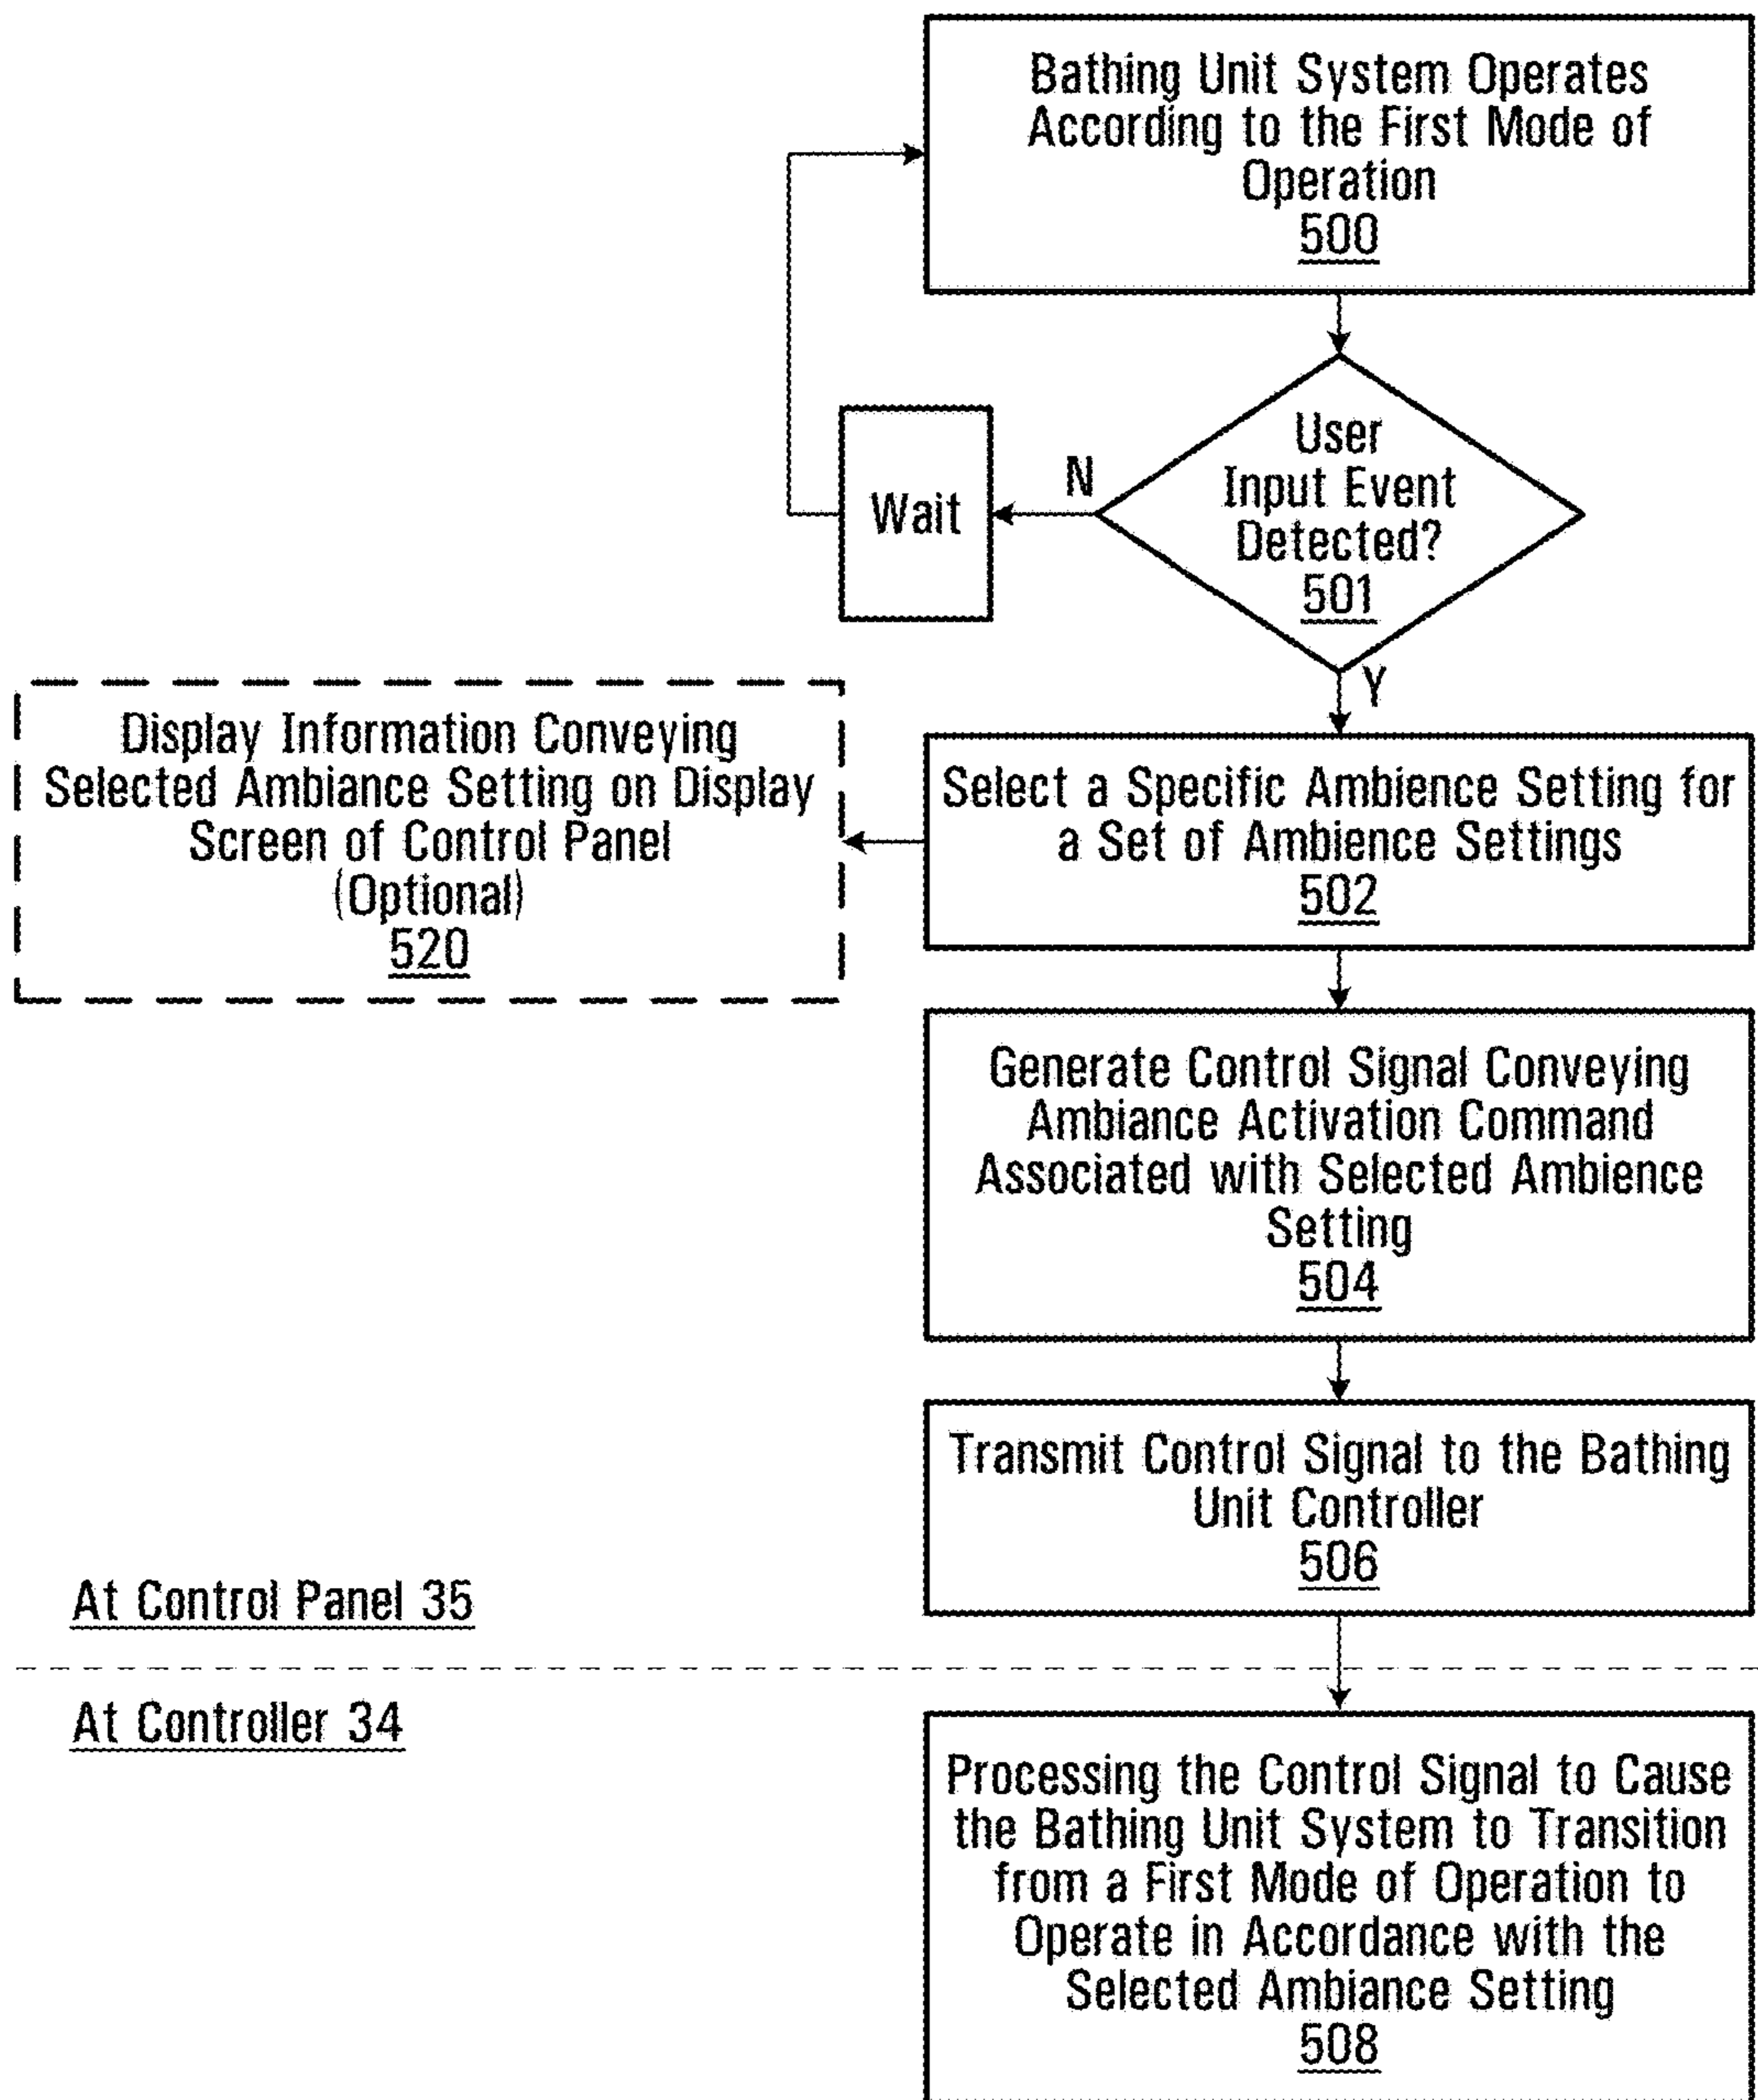 Bathing Unit System Operates
According to the First Mode of
Operation
500
User
Input Event
Detected?
501
N
Wait
Y
Display Information Conveying
Selected Ambiance Setting on Display
Screen of Control Panel
(Optional)
520
Select a Specific Ambience Setting for
a Set of Ambience Settings
502
Generate Control Signal Conveying
Ambiance Activation Command
Associated with Selected Ambience
Setting
504
Transmit Control Signal to the Bathing
Unit Controller
506
At Control Panel 35
At Controller 34
Processing the Control Signal to Cause
the Bathing Unit System to Transition
from a First Mode of Operation to
Operate in Accordance with the
Selected Ambiance Setting
508